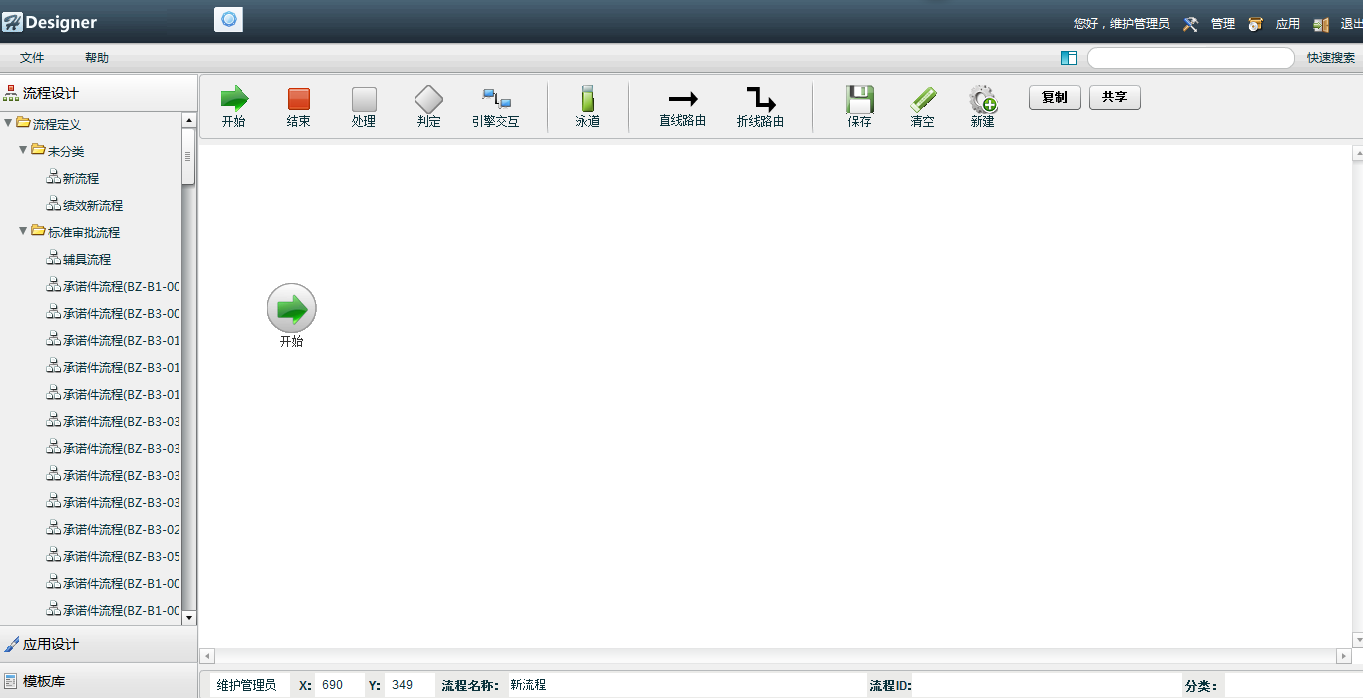 Designer
您好，维护管理员 管理 应用 退出
文件 帮助 快速搜索
流程设计
流程定义
未分类
新流程
绩效新流程
标准审批流程
辅具流程
承诺件流程(BZ-B1-00
承诺件流程(BZ-B3-00
承诺件流程(BZ-B3-01
承诺件流程(BZ-B3-01
承诺件流程(BZ-B3-01
承诺件流程(BZ-B3-03
承诺件流程(BZ-B3-03
承诺件流程(BZ-B3-03
承诺件流程(BZ-B3-03
承诺件流程(BZ-B3-02
承诺件流程(BZ-B3-05
承诺件流程(BZ-B1-00
承诺件流程(BZ-B1-00
应用设计
模板库
开始 结束 处理 判定 引擎交互 泳道 直线路由 折线路由 保存 清空 新建 复制 共享
开始
维护管理员 X: 690 Y: 349 流程名称: 新流程 流程ID: 分类: